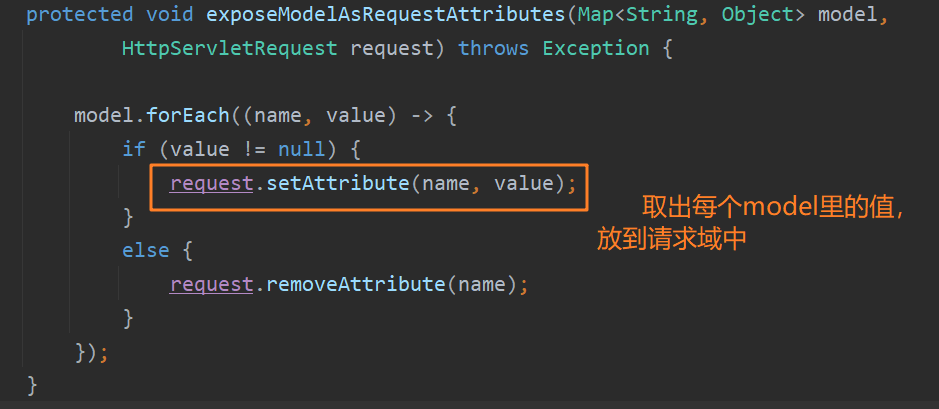 protected void exposeModelAsRequestAttributes(Map<String, Object> model,
HttpServletRequest request) throws Exception {
model.forEach((name, value) -> {
if (value != null) {
request.setAttribute(name, value);
}
else {
request.removeAttribute(name);
}
});
}
取出每个model里的值，
放到请求域中